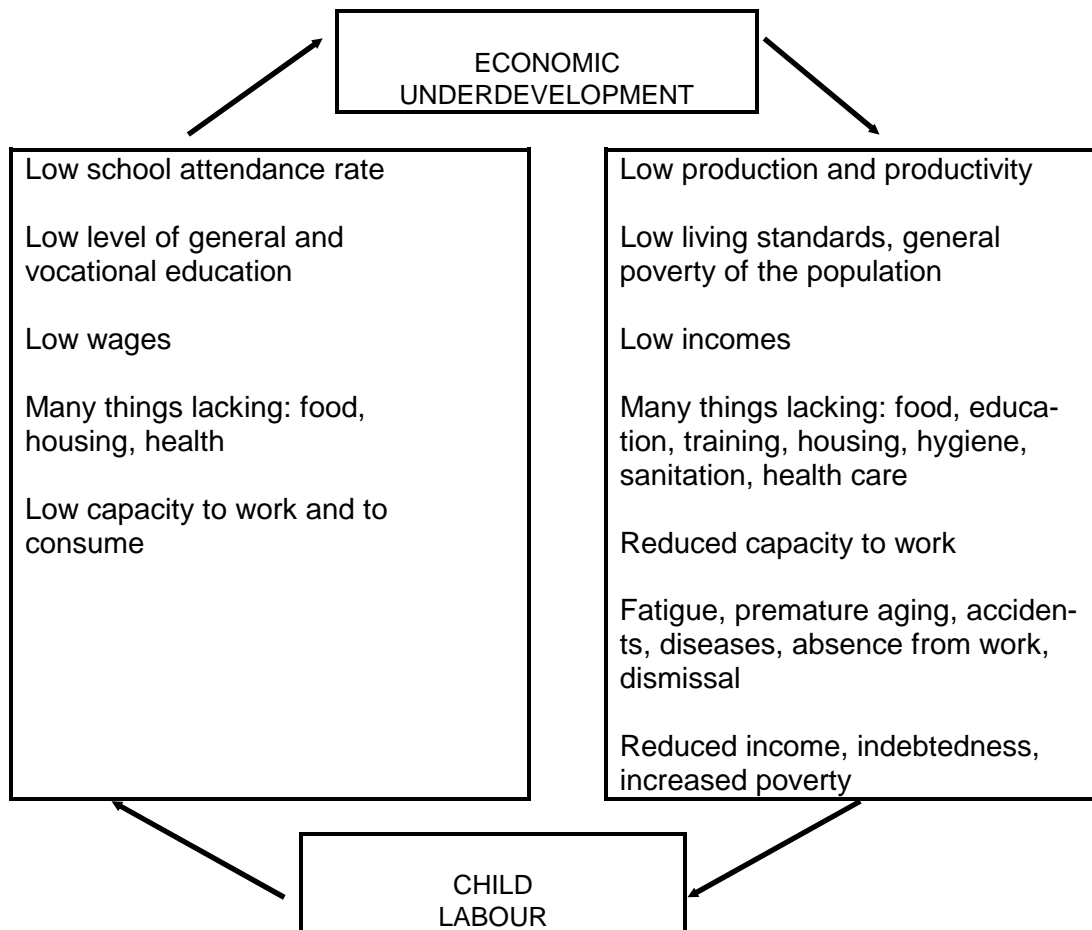 ECONOMIC
UNDERDEVELOPMENT
Low school attendance rate
Low level of general and
vocational education
Low wages
Many things lacking: food,
housing, health
Low capacity to work and to
consume
Low production and productivity
Low living standards, general
poverty of the population
Low incomes
Many things lacking: food, educa-
tion, training, housing, hygiene,
sanitation, health care
Reduced capacity to work
Fatigue, premature aging, acciden-
ts, diseases, absence from work,
dismissal
Reduced income, indebtedness,
increased poverty
CHILD
LABOUR